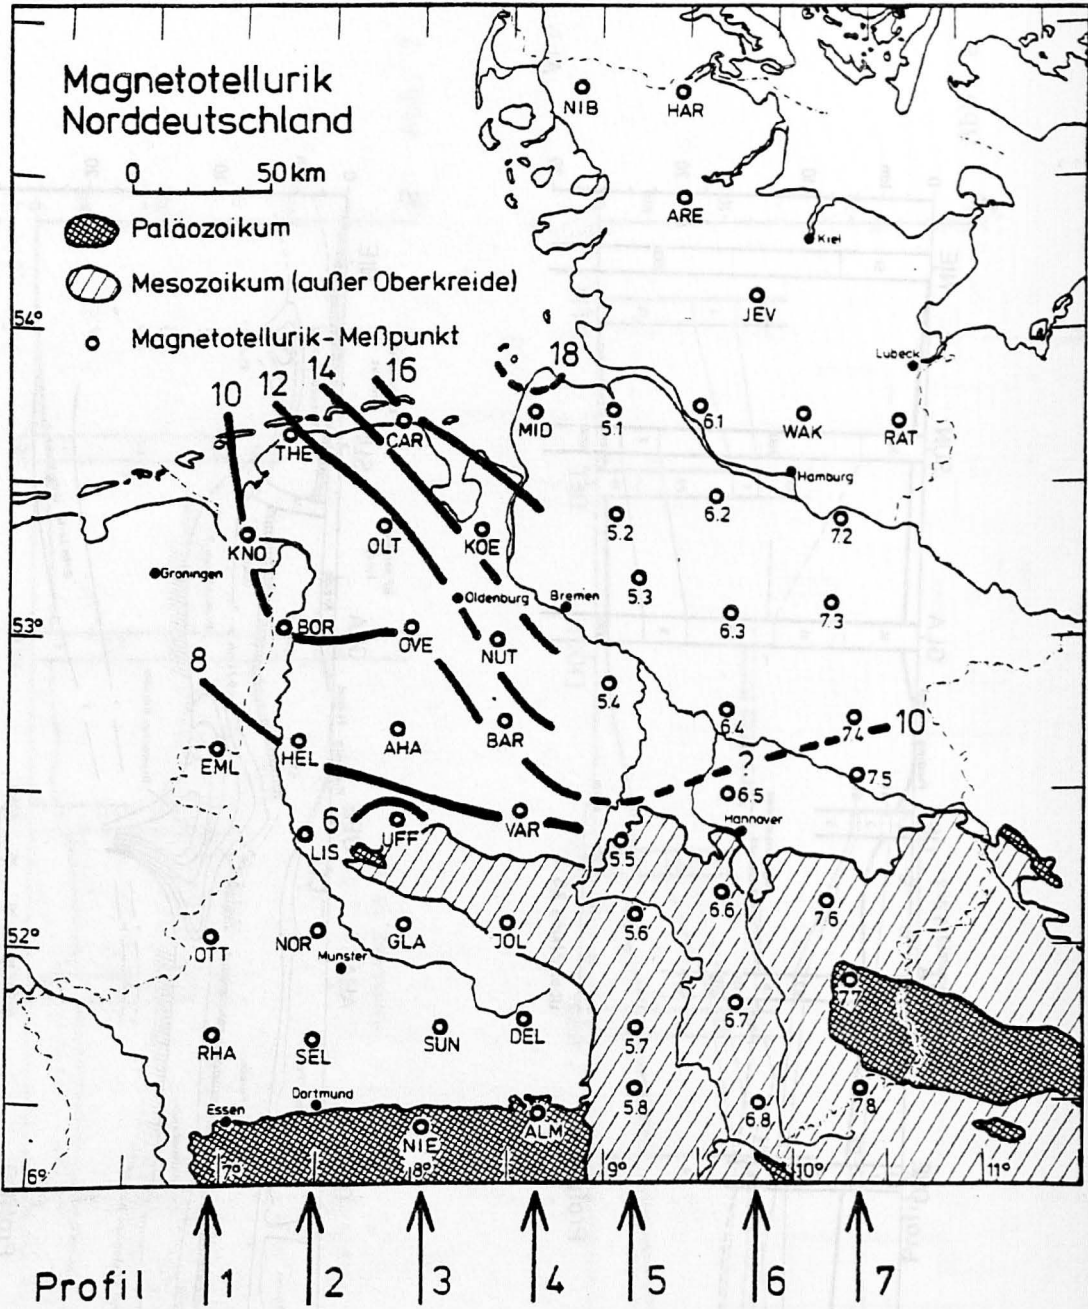 Magnetotellurik
Norddeutschland
0 50 km
Paläozoikum
Mesozoikum (außer Oberkreide)
Magnetotellurik-Meßpunkt
NIB
HAR
ARE
Kiel
JEV
54°
Lübeck
18
16
14
12
10
MID
5.1
6.1
WAK
RAT
THE
CAR
Hamburg
6.2
5.2
7.2
KNO
OLT
KOE
Groningen
5.3
Oldenburg
Bremen
7.3
6.3
53°
BOR
OVE
NUT
8
5.4
6.4
7.4
10
EML
HEL
AHA
BAR
?
7.5
6.5
6
LIS
UFF
VAR
Hannover
5.5
6.6
7.6
52°
OTT
NOR
GLA
JOL
5.6
Münster
7.7
6.7
RHA
SEL
SUN
DEL
5.7
5.8
6.8
7.8
Essen
Dortmund
NIE
ALM
6°
7°
8°
9°
10°
11°
Profil 1 2 3 4 5 6 7